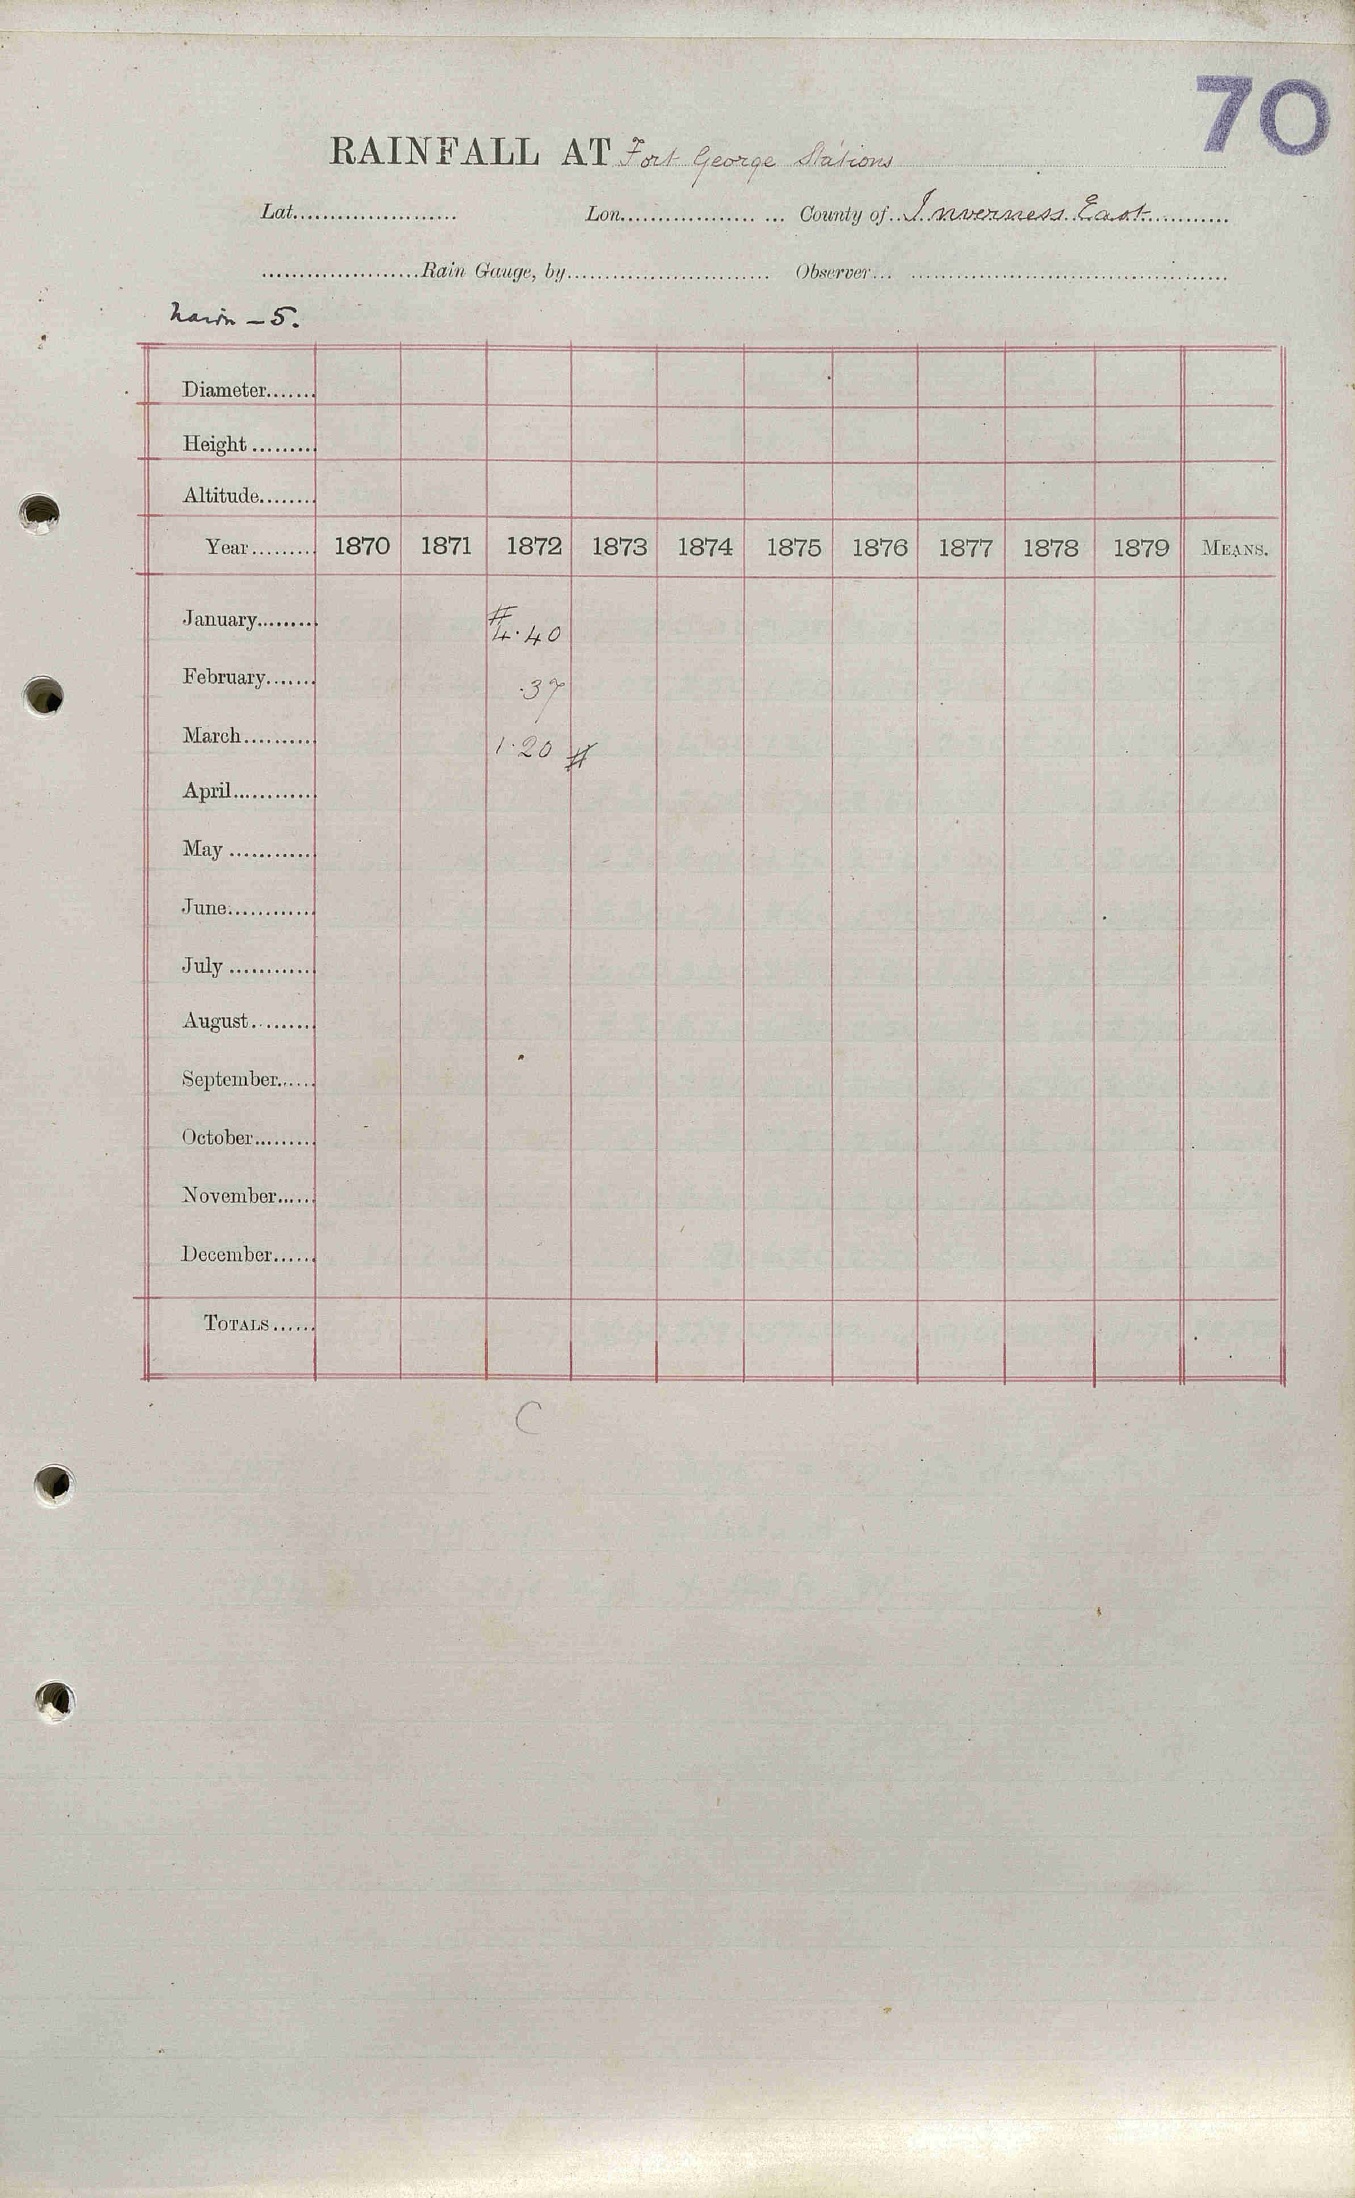 70
RAINFALL AT Fort George Stations
Lat...................... Lon.................. ... County of...Inverness East...........
.....................Rain Gauge, by........................... Observer... ..........................................
Nairn - 5.
Diameter.......
Height .........
Altitude........
Year......... 1870 1871 1872 1873 1874 1875 1876 1877 1878 1879 MEANS.
January........ # 4.40
February....... .37
March.......... 1.20 #
April............
May ............
June............
July ............
August.........
September......
October.........
November......
December......
TOTALS......
C